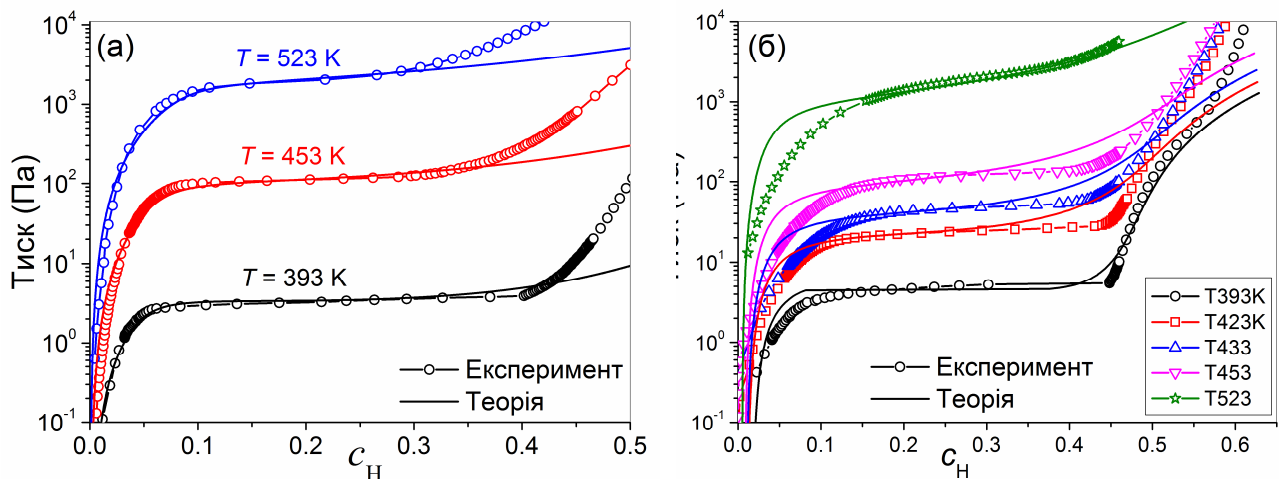 (а)
T = 523 K
T = 453 K
T = 393 K
Експеримент
Теорія
Тиск (Па)
10⁴
10³
10²
10¹
10⁰
10⁻¹
0.0 0.1 0.2 0.3 0.4 0.5
c_H
(б)
Експеримент
Теорія
T393K
T423K
T433
T453
T523
10⁴
10³
10²
10¹
10⁰
10⁻¹
0.0 0.1 0.2 0.3 0.4 0.5 0.6
c_H